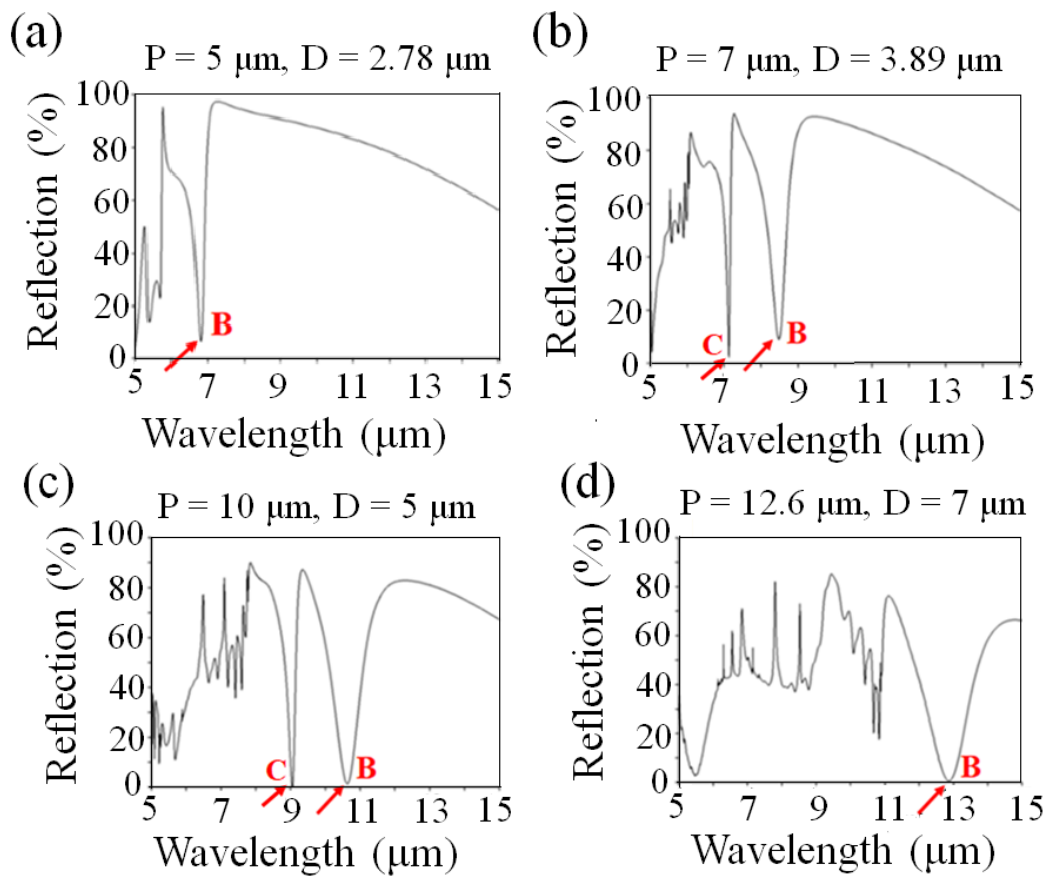 (a)
P = 5 μm, D = 2.78 μm
100
80
60
40
20
0
Reflection (%)
B
5 7 9 11 13 15
Wavelength (μm)
(b)
P = 7 μm, D = 3.89 μm
100
80
60
40
20
0
Reflection (%)
C
B
5 7 9 11 13 15
Wavelength (μm)
(c)
P = 10 μm, D = 5 μm
100
80
60
40
20
0
Reflection (%)
C
B
5 7 9 11 13 15
Wavelength (μm)
(d)
P = 12.6 μm, D = 7 μm
100
80
60
40
20
0
Reflection (%)
B
5 7 9 11 13 15
Wavelength (μm)